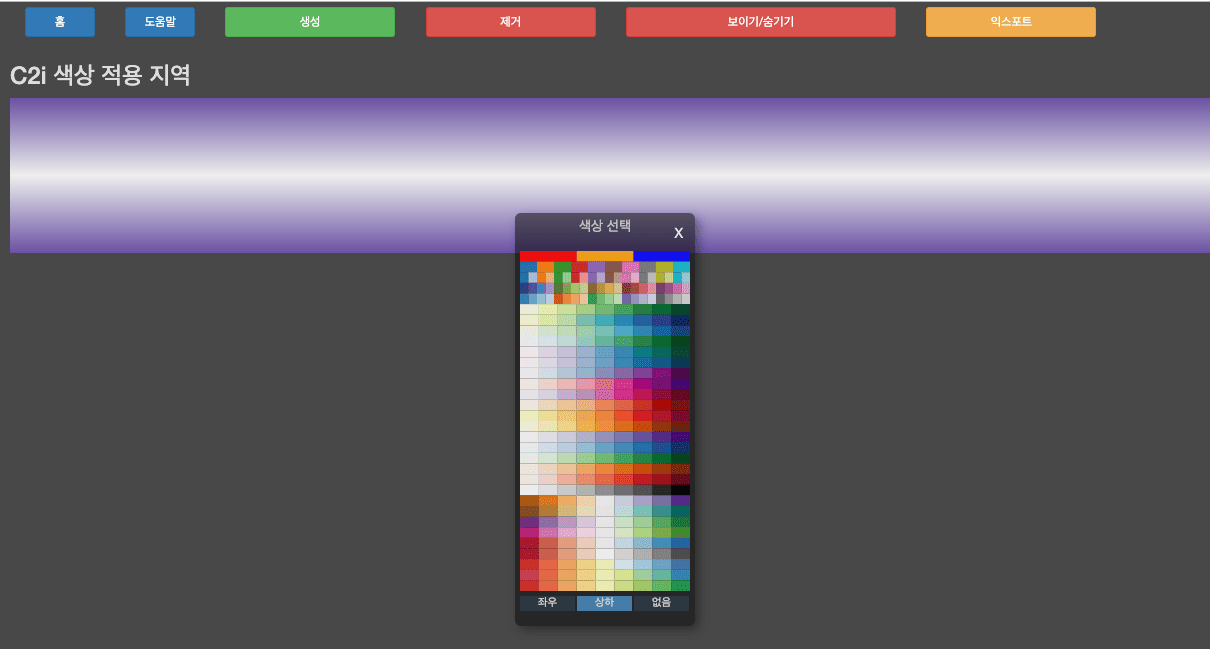 홈 도움말 생성 제거 보이기/숨기기 익스포트
C2i 색상 적용 지역
색상 선택 X
좌우 상하 없음